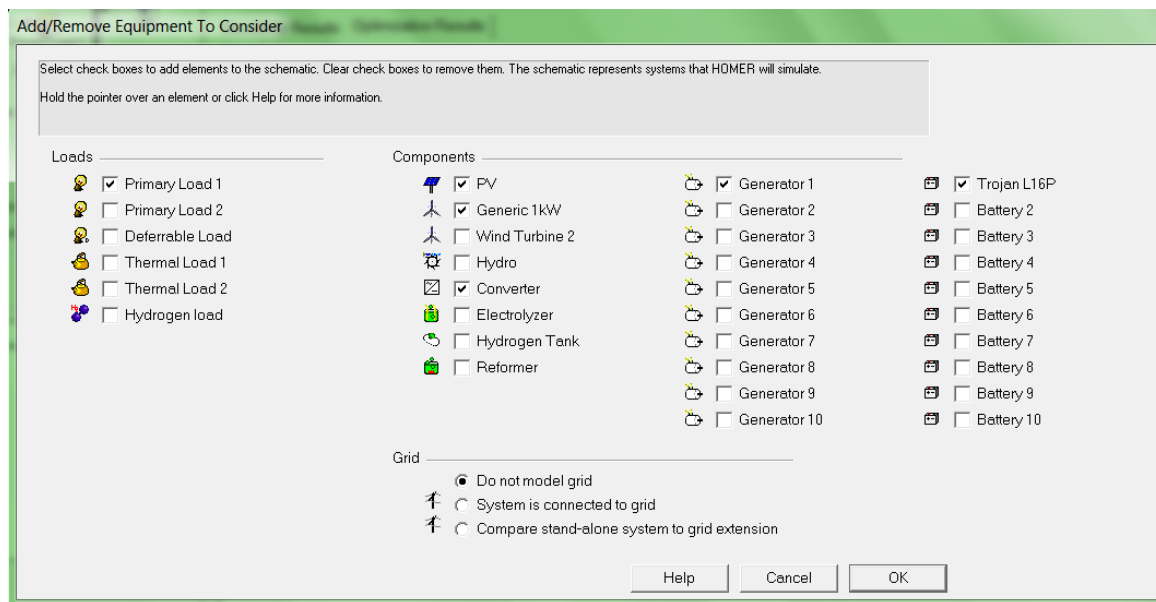 Add/Remove Equipment To Consider
Select check boxes to add elements to the schematic. Clear check boxes to remove them. The schematic represents systems that HOMER will simulate.
Hold the pointer over an element or click Help for more information.
Loads
Primary Load 1
Primary Load 2
Deferrable Load
Thermal Load 1
Thermal Load 2
Hydrogen load
Components
PV
Generic 1kW
Wind Turbine 2
Hydro
Converter
Electrolyzer
Hydrogen Tank
Reformer
Generator 1
Generator 2
Generator 3
Generator 4
Generator 5
Generator 6
Generator 7
Generator 8
Generator 9
Generator 10
Trojan L16P
Battery 2
Battery 3
Battery 4
Battery 5
Battery 6
Battery 7
Battery 8
Battery 9
Battery 10
Grid
Do not model grid
System is connected to grid
Compare stand-alone system to grid extension
Help
Cancel
OK